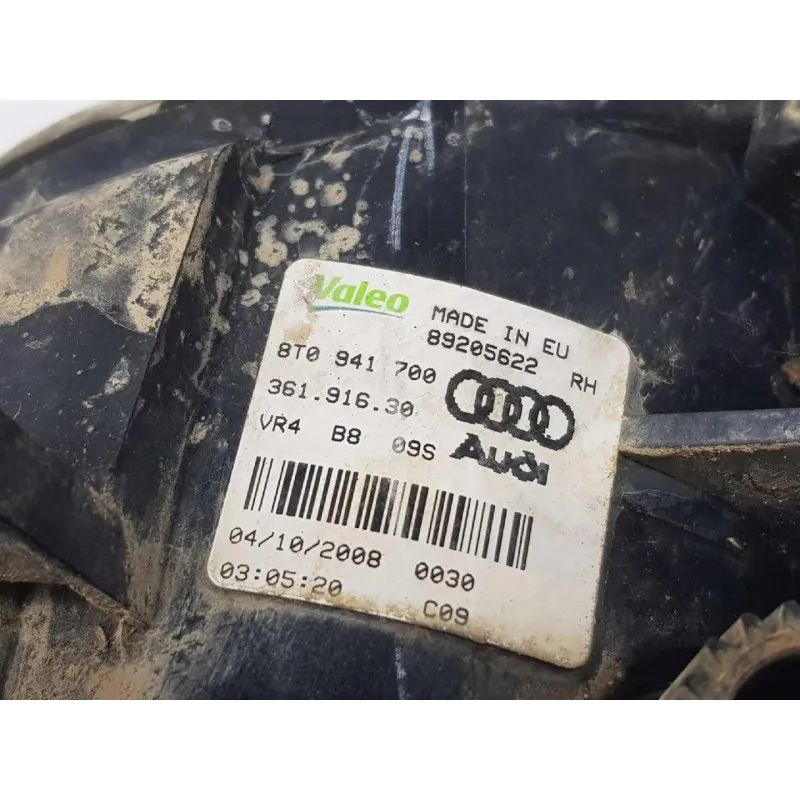 Valeo
MADE IN EU
89205622 RH
8T0 941 700
361.916.30
VR4 B8 09S
Audi
04/10/2008 0030
03:05:20 C09